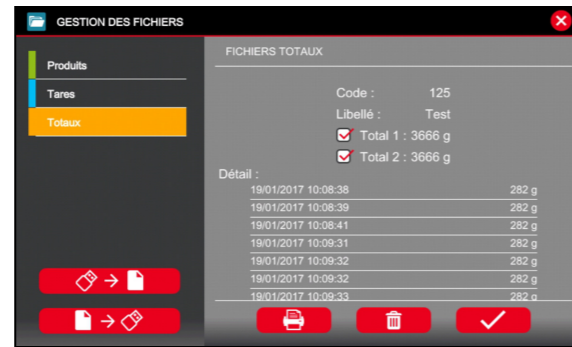 GESTION DES FICHIERS
Produits
Tares
Totaux
FICHIERS TOTAUX
Code : 125
Libellé : Test
Total 1 : 3666 g
Total 2 : 3666 g
Détail :
19/01/2017 10:08:38 282 g
19/01/2017 10:08:39 282 g
19/01/2017 10:08:41 282 g
19/01/2017 10:09:31 282 g
19/01/2017 10:09:32 282 g
19/01/2017 10:09:32 282 g
19/01/2017 10:09:33 282 g